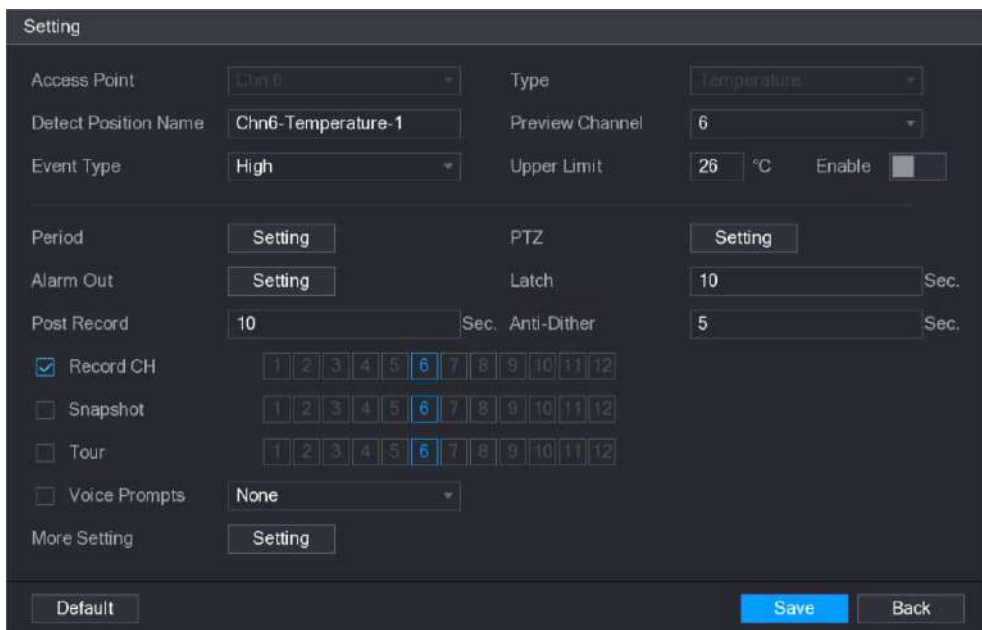 Setting
Access Point Chn 6 Type Temperature
Detect Position Name Chn6-Temperature-1 Preview Channel 6
Event Type High Upper Limit 26 °C Enable
Period Setting PTZ Setting
Alarm Out Setting Latch 10 Sec.
Post Record 10 Sec. Anti-Dither 5 Sec.
Record CH 1 2 3 4 5 6 7 8 9 10 11 12
Snapshot 1 2 3 4 5 6 7 8 9 10 11 12
Tour 1 2 3 4 5 6 7 8 9 10 11 12
Voice Prompts None
More Setting Setting
Default Save Back